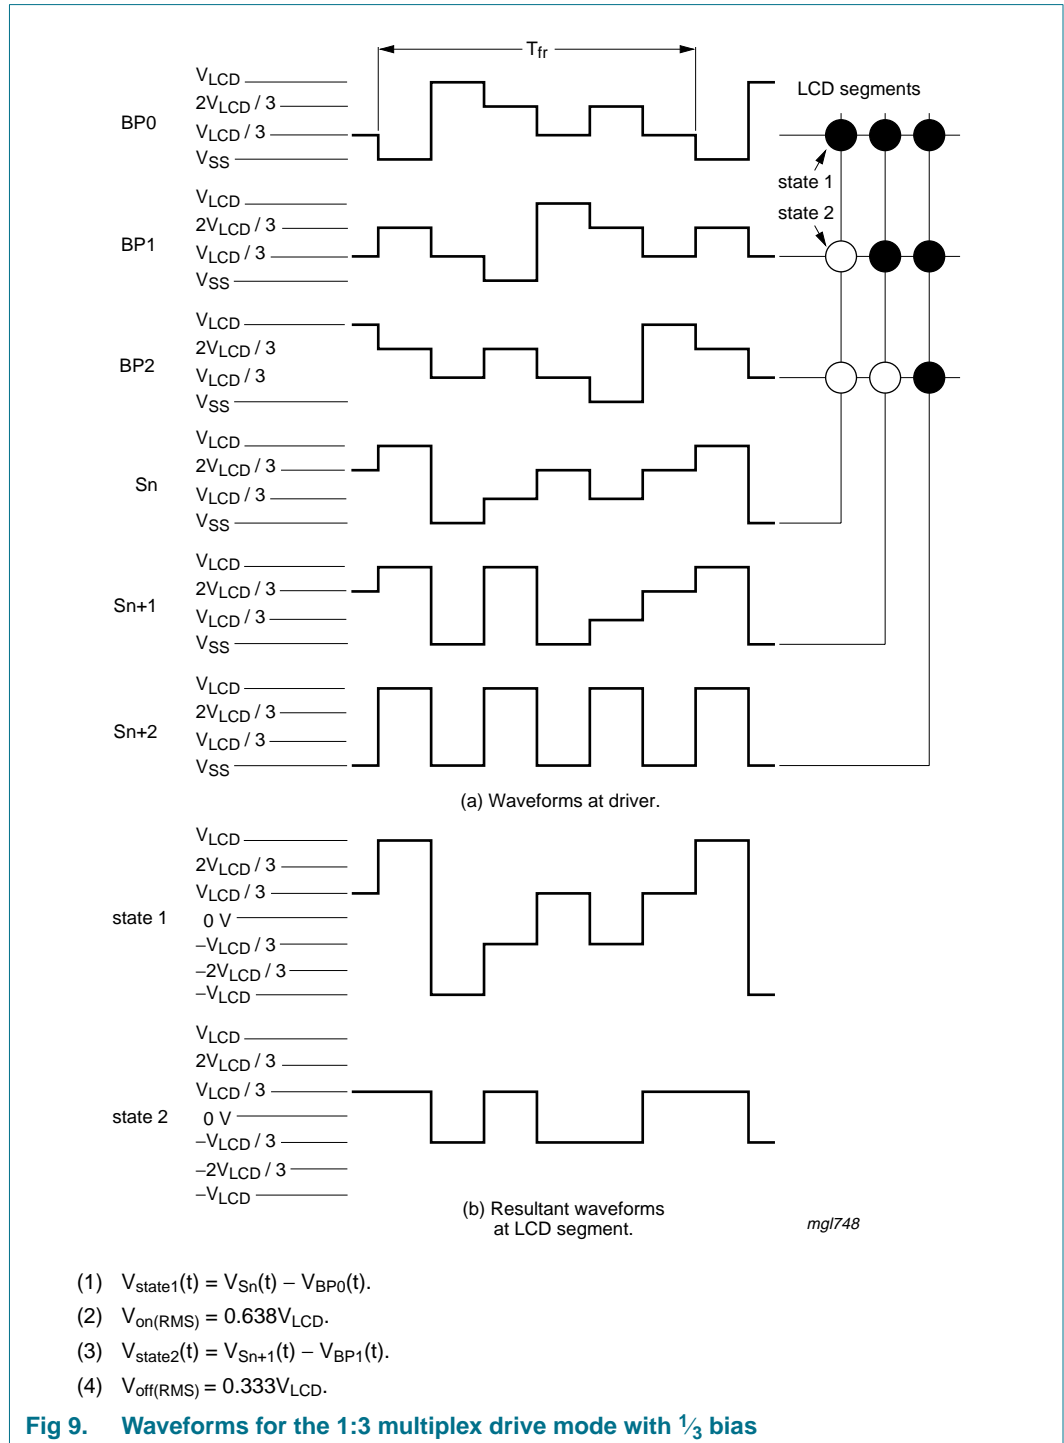 Tfr
BP0
VLCD
2VLCD / 3
VLCD / 3
VSS
LCD segments
state 1
state 2
BP1
VLCD
2VLCD / 3
VLCD / 3
VSS
BP2
VLCD
2VLCD / 3
VLCD / 3
VSS
Sn
VLCD
2VLCD / 3
VLCD / 3
VSS
Sn+1
VLCD
2VLCD / 3
VLCD / 3
VSS
Sn+2
VLCD
2VLCD / 3
VLCD / 3
VSS
(a) Waveforms at driver.
state 1
VLCD
2VLCD / 3
VLCD / 3
0 V
−VLCD / 3
−2VLCD / 3
−VLCD
state 2
VLCD
2VLCD / 3
VLCD / 3
0 V
−VLCD / 3
−2VLCD / 3
−VLCD
(b) Resultant waveforms
at LCD segment.
mgl748
(1) Vstate1(t) = VSn(t) − VBP0(t).
(2) Von(RMS) = 0.638VLCD.
(3) Vstate2(t) = VSn+1(t) − VBP1(t).
(4) Voff(RMS) = 0.333VLCD.
Fig 9. Waveforms for the 1:3 multiplex drive mode with 1⁄3 bias